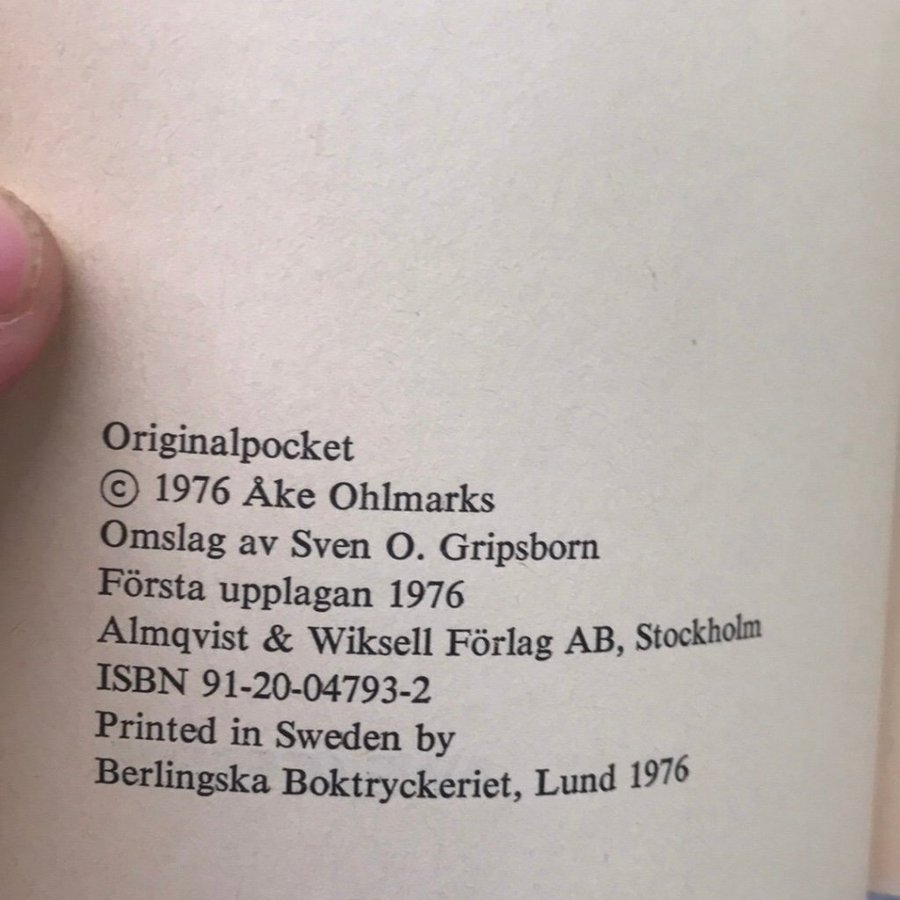 Originalpocket
© 1976 Åke Ohlmarks
Omslag av Sven O. Gripsborn
Första upplagan 1976
Almqvist & Wiksell Förlag AB, Stockholm
ISBN 91-20-04793-2
Printed in Sweden by
Berlingska Boktryckeriet, Lund 1976